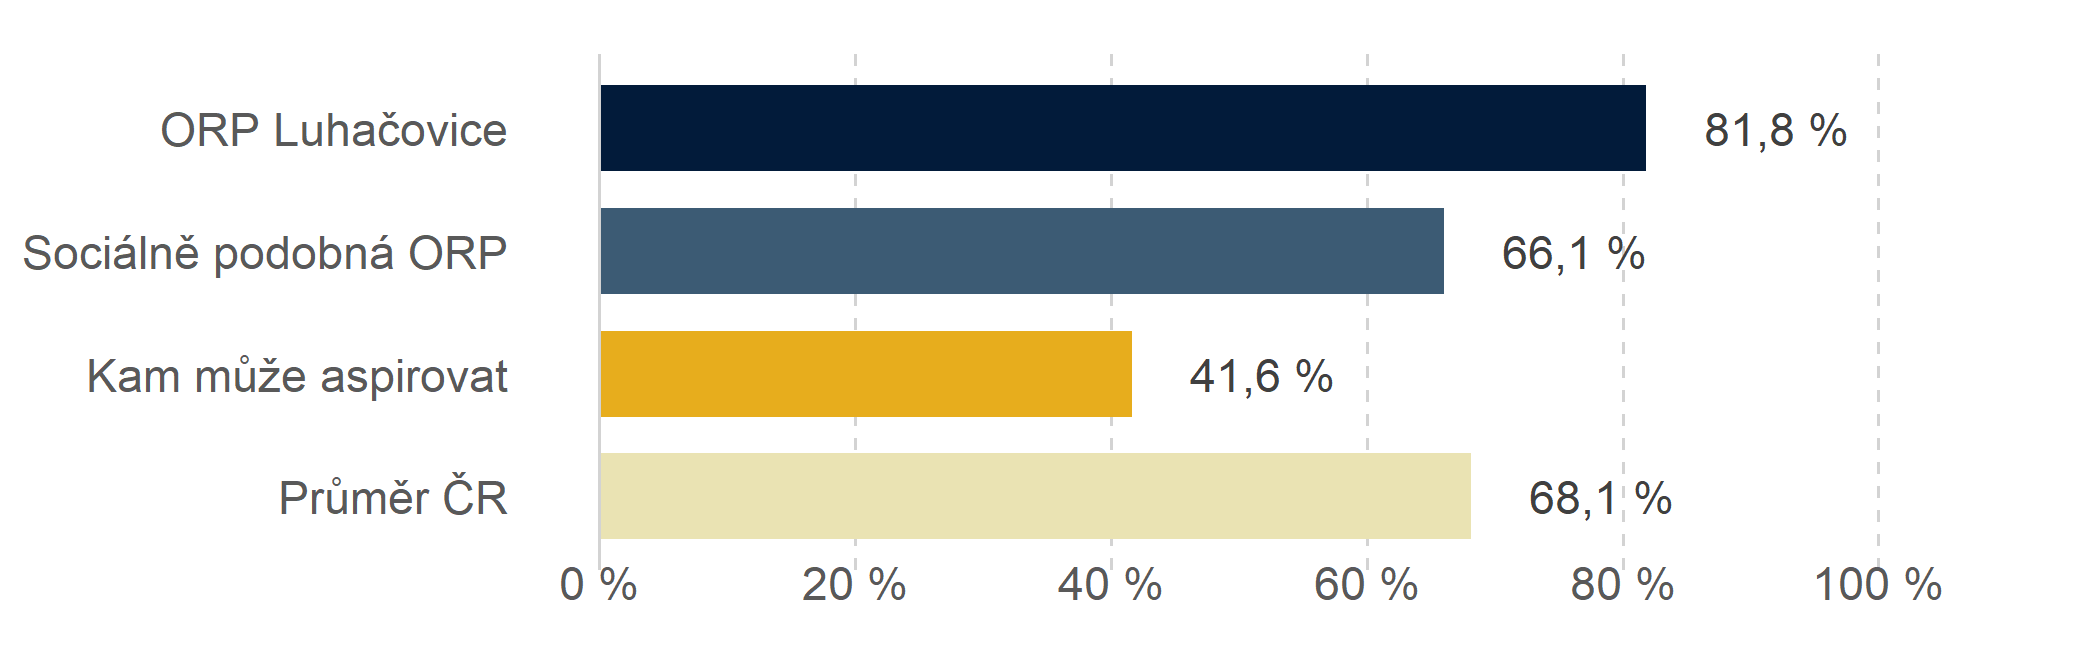 ORP Luhačovice 81,8 %
Sociálně podobná ORP 66,1 %
Kam může aspirovat 41,6 %
Průměr ČR 68,1 %
0 % 20 % 40 % 60 % 80 % 100 %